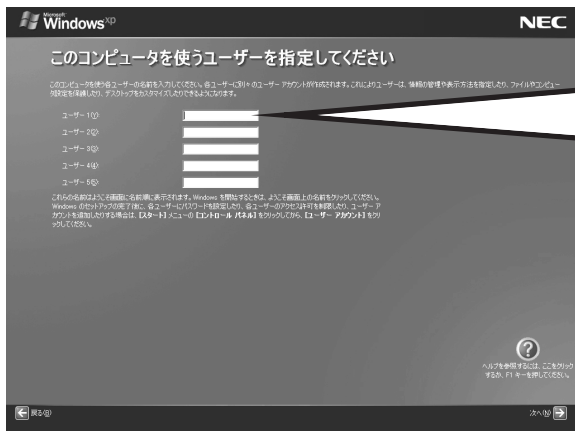 Microsoft
Windows xp
NEC
このコンピュータを使うユーザーを指定してください
このコンピュータを使う各ユーザーの名前を入力してください。各ユーザーに別々のユーザー アカウントが作成されます。これによりユーザーは、情報の管理や表示方法を指定したり、ファイルやコンピュー
タ設定を保護したり、デスクトップをカスタマイズしたりできるようになります。
ユーザー 1(Y):
ユーザー 2(2):
ユーザー 3(3):
ユーザー 4(4):
ユーザー 5(5):
これらの名前はようこそ画面に名前順に表示されます。Windows を開始するときは、ようこそ画面上の名前をクリックしてください。
Windows のセットアップの完了後に、各ユーザーにパスワードを設定したり、各ユーザーのアクセス許可を制限したり、ユーザー ア
カウントを追加したりする場合は、[スタート] メニューの [コントロール パネル] をクリックしてから、[ユーザー アカウント] をクリ
ックしてください。
ヘルプを参照するには、ここをクリック
するか、F1 キーを押してください。
戻る(B)
次へ(N)